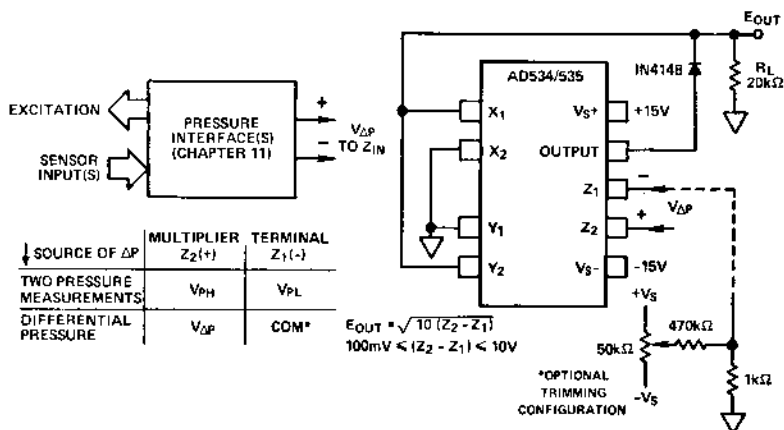 EXCITATION
SENSOR
INPUT(S)
PRESSURE
INTERFACE(S)
(CHAPTER 11)
+
−
VΔP
TO ZIN
EOUT
IN4148
RL
20kΩ
AD534/535
X1
X2
Y1
Y2
VS+
+15V
OUTPUT
Z1
−
VΔP
Z2
+
VS−
-15V
↓ SOURCE OF ΔP
MULTIPLIER
Z2(+)
TERMINAL
Z1(-)
TWO PRESSURE
MEASUREMENTS
VPH
VPL
DIFFERENTIAL
PRESSURE
VΔP
COM*
EOUT = √10 (Z2 - Z1)
100mV ≤ (Z2 - Z1) ≤ 10V
+VS
50kΩ
470kΩ
-VS
1kΩ
*OPTIONAL
TRIMMING
CONFIGURATION